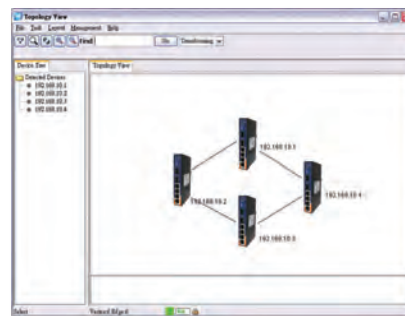 Topology View
File Tools Layout Management Help
Find Go Transforming
Device Tree
Detected Devices
192.168.10.1
192.168.10.2
192.168.10.3
192.168.10.4
Topology View
192.168.10.1
192.168.10.2
192.168.10.4
192.168.10.3